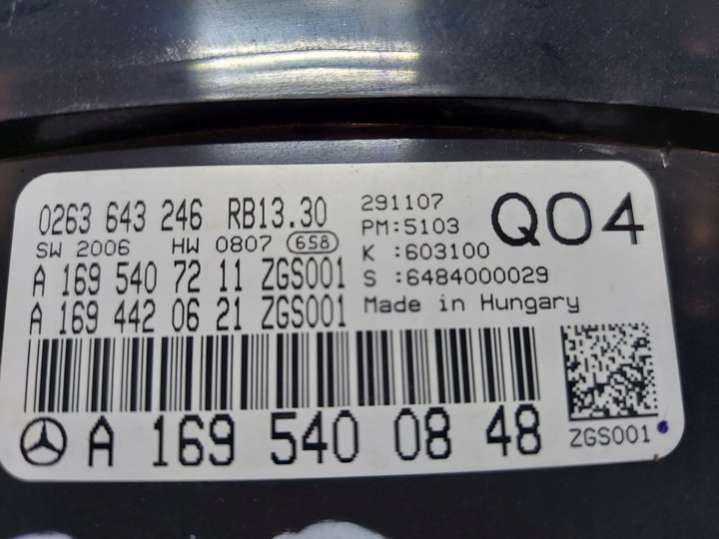 0263 643 246 RB13.30
SW 2006 HW 0807 658
A 169 540 72 11 ZGS001
A 169 442 06 21 ZGS001
291107
PM:5103
K :603100
S :6484000029
Made in Hungary
Q04
A 169 540 08 48
ZGS001